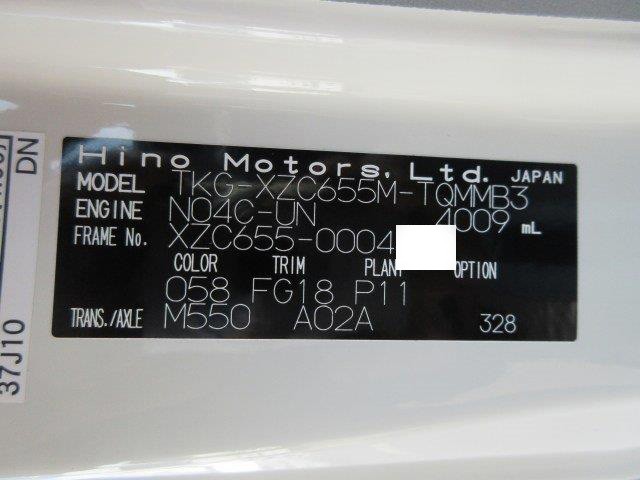 Hino Motors, Ltd. JAPAN
MODEL TKG-XZC655M-TQMMB3
ENGINE N04C-UN 4009 mL
FRAME No. XZC655-0004
COLOR TRIM PLANT OPTION
058 FG18 P11
TRANS./AXLE M550 A02A 328
DN
37J10